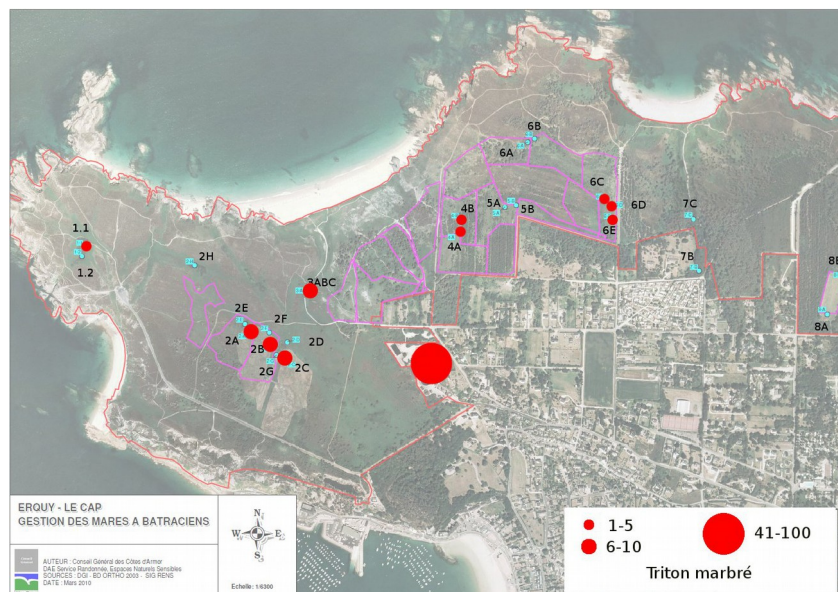 6B
6A
6C
4B
5A
5B
6D
7C
6E
1.1
4A
2H
7B
8B
1.2
3ABC
2E
2F
8A
2A
2B
2D
2G
2C
ERQUY - LE CAP
GESTION DES MARES A BATRACIENS
N
W
E
S
AUTEUR : Conseil Général des Côtes d'Armor
DAE Service Randonnée, Espaces Naturels Sensibles
SOURCES : DGI - BD ORTHO 2003 - SIG RENS
DATE : Mars 2010
Echelle: 1/6300
1-5
6-10
41-100
Triton marbré